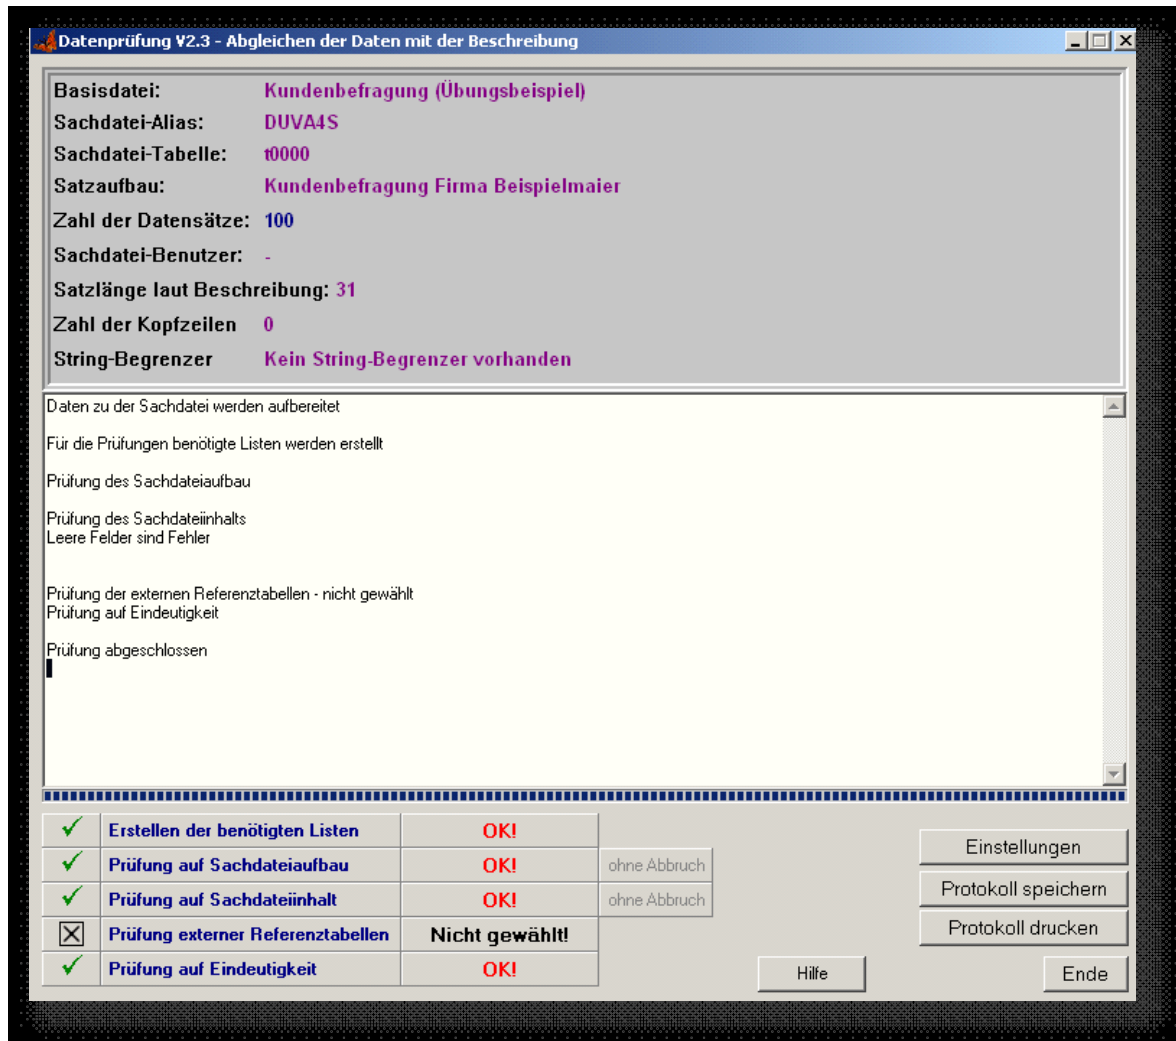 Datenprüfung V2.3 - Abgleichen der Daten mit der Beschreibung
Basisdatei: Kundenbefragung (Übungsbeispiel)
Sachdatei-Alias: DUVA4S
Sachdatei-Tabelle: t0000
Satzaufbau: Kundenbefragung Firma Beispielmaier
Zahl der Datensätze: 100
Sachdatei-Benutzer: -
Satzlänge laut Beschreibung: 31
Zahl der Kopfzeilen 0
String-Begrenzer Kein String-Begrenzer vorhanden
Daten zu der Sachdatei werden aufbereitet
Für die Prüfungen benötigte Listen werden erstellt
Prüfung des Sachdateiaufbau
Prüfung des Sachdateiinhalts
Leere Felder sind Fehler
Prüfung der externen Referenztabellen - nicht gewählt
Prüfung auf Eindeutigkeit
Prüfung abgeschlossen
Erstellen der benötigten Listen OK!
Prüfung auf Sachdateiaufbau OK! ohne Abbruch
Prüfung auf Sachdateiinhalt OK! ohne Abbruch
Prüfung externer Referenztabellen Nicht gewählt!
Prüfung auf Eindeutigkeit OK!
Einstellungen
Protokoll speichern
Protokoll drucken
Hilfe Ende